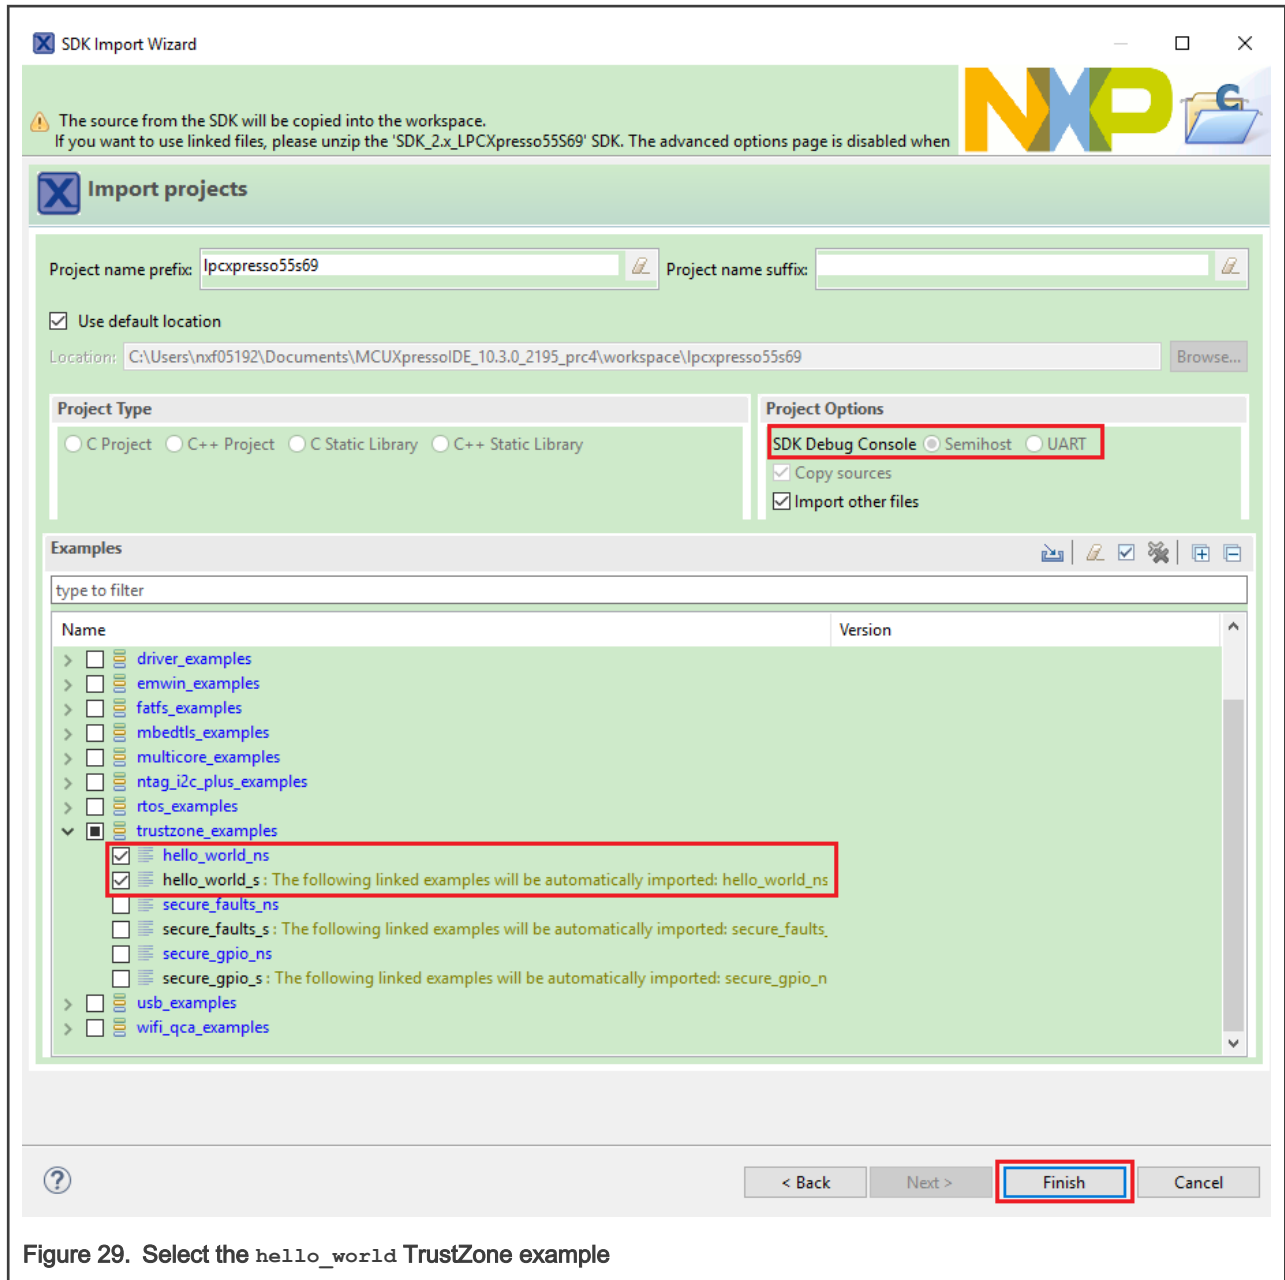 SDK Import Wizard
NXP
The source from the SDK will be copied into the workspace.
If you want to use linked files, please unzip the 'SDK_2.x_LPCXpresso55S69' SDK. The advanced options page is disabled when
Import projects
Project name prefix: lpcxpresso55s69 Project name suffix:
Use default location
Location: C:\Users\nxf05192\Documents\MCUXpressoIDE_10.3.0_2195_prc4\workspace\lpcxpresso55s69 Browse...
Project Type Project Options
C Project C++ Project C Static Library C++ Static Library SDK Debug Console Semihost UART
Copy sources
Import other files
Examples
type to filter
Name Version
driver_examples
emwin_examples
fatfs_examples
mbedtls_examples
multicore_examples
ntag_i2c_plus_examples
rtos_examples
trustzone_examples
hello_world_ns
hello_world_s : The following linked examples will be automatically imported: hello_world_ns
secure_faults_ns
secure_faults_s : The following linked examples will be automatically imported: secure_faults_
secure_gpio_ns
secure_gpio_s : The following linked examples will be automatically imported: secure_gpio_n
usb_examples
wifi_qca_examples
< Back Next > Finish Cancel
Figure 29. Select the hello_world TrustZone example